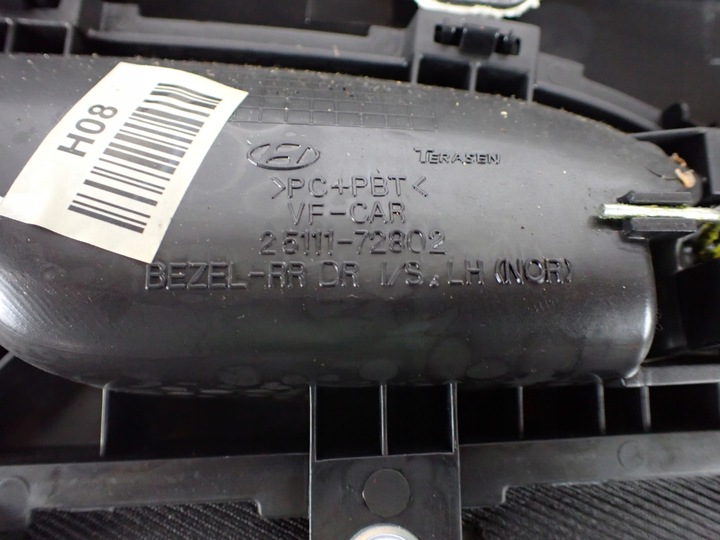 H08
TERASEN
>PC+PBT<
VF-CAR
25111-72802
BEZEL-RR DR I/S, LH (NOR)